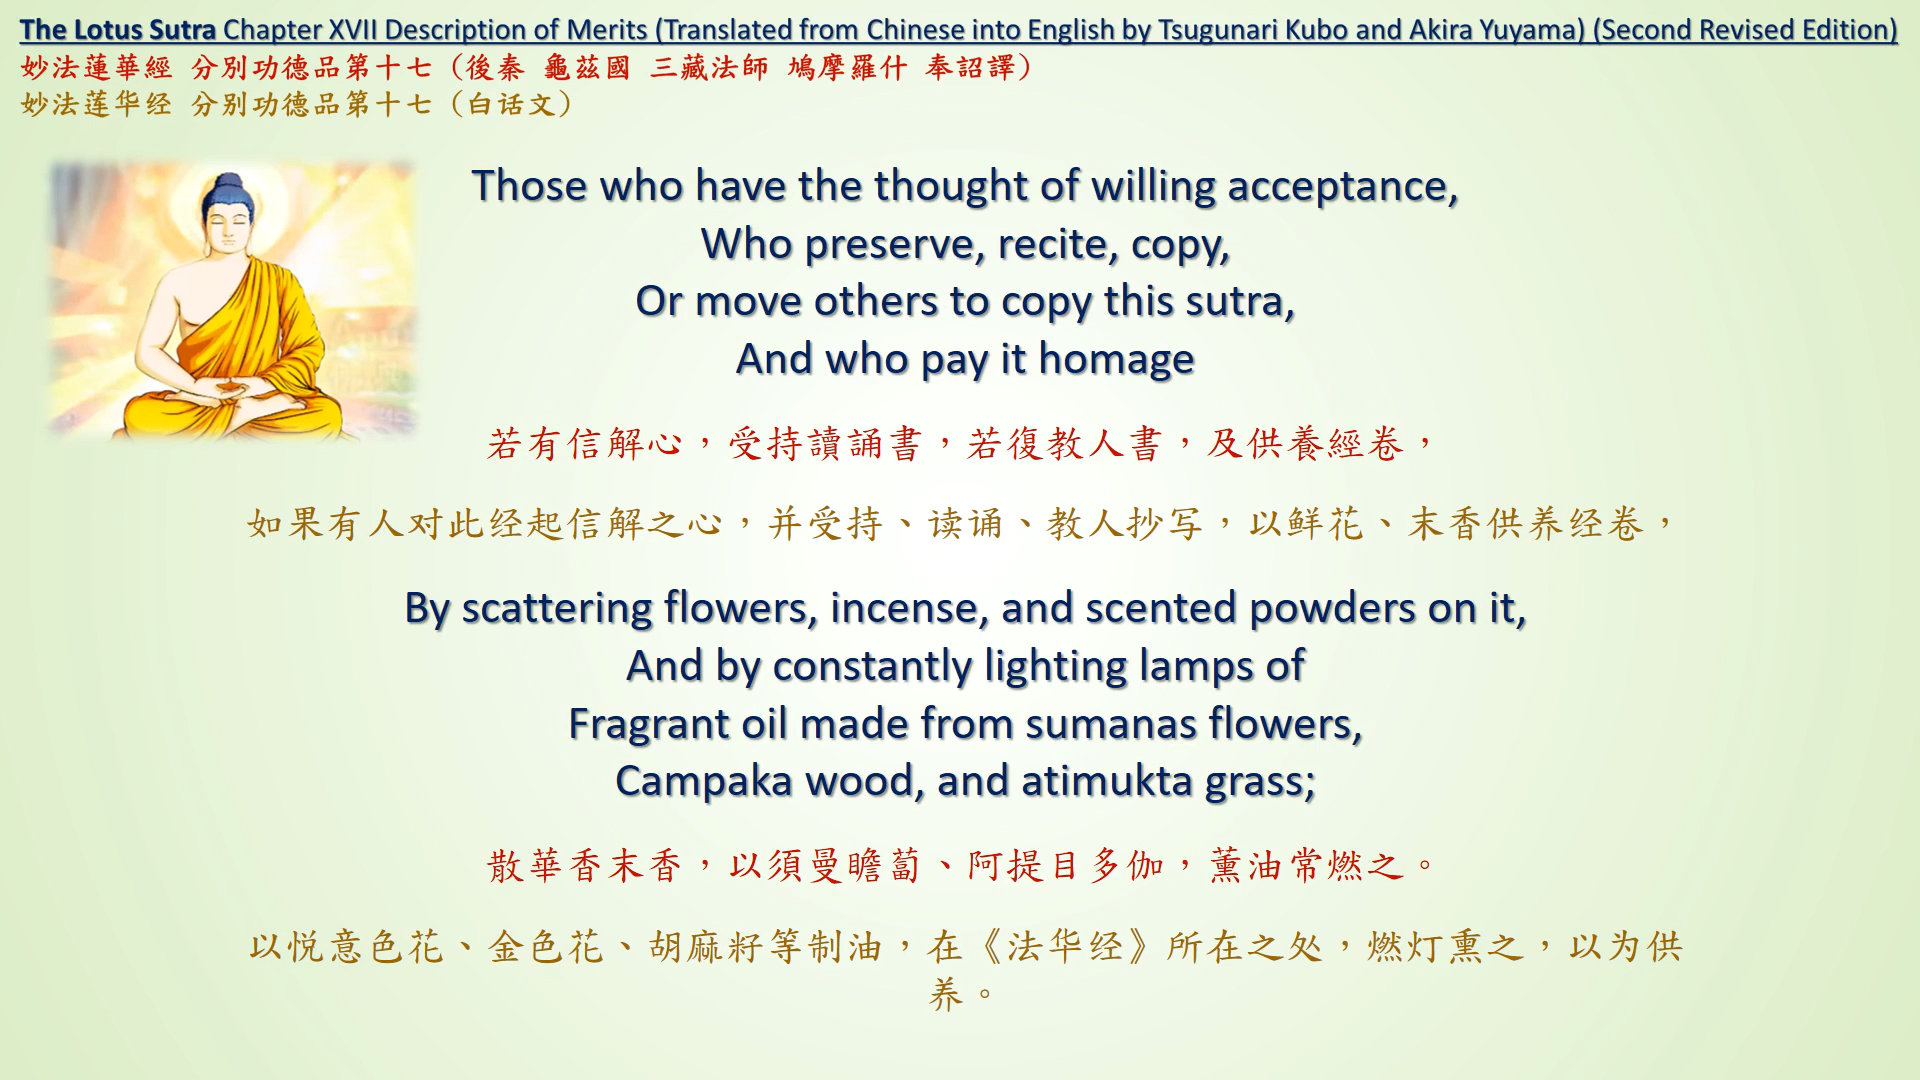 The Lotus Sutra Chapter XVII Description of Merits (Translated from Chinese into English by Tsugunari Kubo and Akira Yuyama) (Second Revised Edition)
妙法蓮華經 分別功德品第十七（後秦 龜茲國 三藏法師 鳩摩羅什 奉詔譯）
妙法莲华经 分别功德品第十七（白话文）
Those who have the thought of willing acceptance,
Who preserve, recite, copy,
Or move others to copy this sutra,
And who pay it homage
若有信解心，受持讀誦書，若復教人書，及供養經卷，
如果有人对此经起信解之心，并受持、读诵、教人抄写，以鲜花、末香供养经卷，
By scattering flowers, incense, and scented powders on it,
And by constantly lighting lamps of
Fragrant oil made from sumanas flowers,
Campaka wood, and atimukta grass;
散華香末香，以須曼瞻蔔、阿提目多伽，薰油常燃之。
以悦意色花、金色花、胡麻籽等制油，在《法华经》所在之处，燃灯熏之，以为供
养。